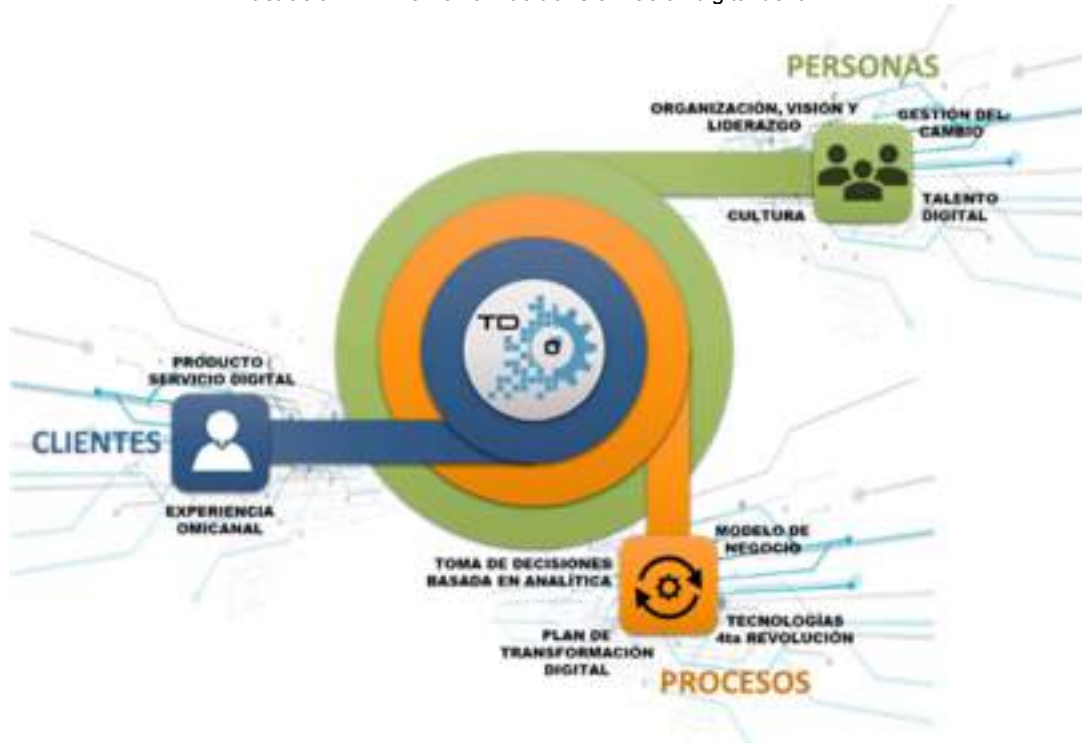 PERSONAS
ORGANIZACIÓN, VISIÓN Y
LIDERAZGO
GESTIÓN DEL
CAMBIO
CULTURA
TALENTO
DIGITAL
TD
PRODUCTO /
SERVICIO DIGITAL
CLIENTES
EXPERIENCIA
OMICANAL
MODELO DE
NEGOCIO
TOMA DE DECISIONES
BASADA EN ANALÍTICA
TECNOLOGÍAS
4ta REVOLUCIÓN
PLAN DE
TRANSFORMACIÓN
DIGITAL
PROCESOS